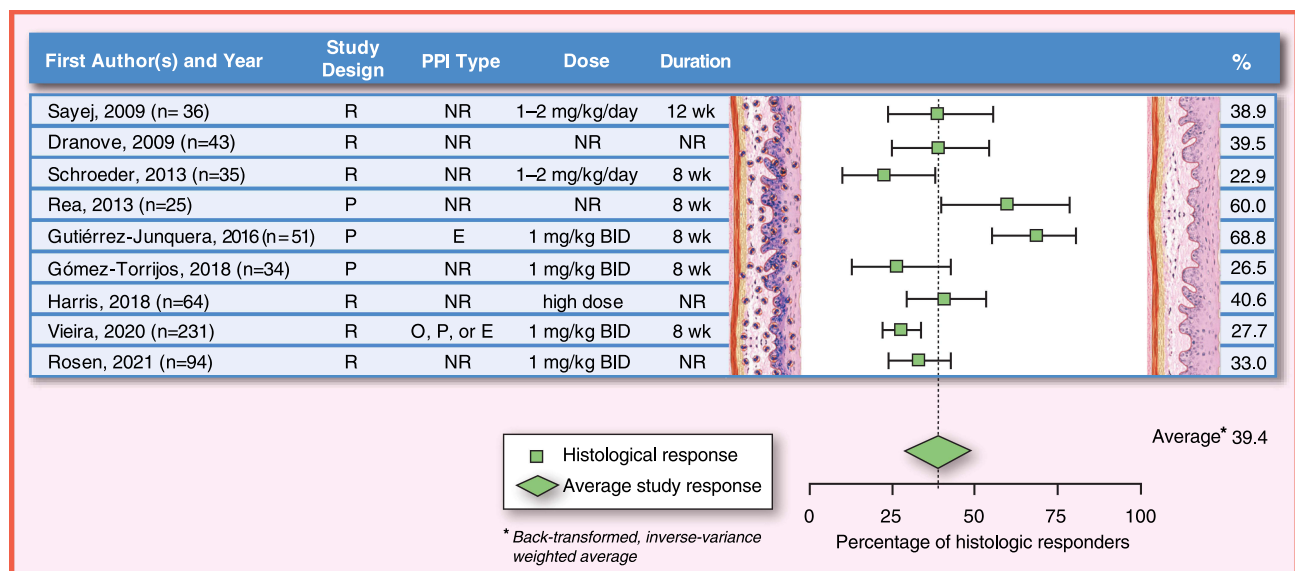 First Author(s) and Year Study Design PPI Type Dose Duration %
Sayej, 2009 (n= 36) R NR 1–2 mg/kg/day 12 wk 38.9
Dranove, 2009 (n=43) R NR NR NR 39.5
Schroeder, 2013 (n=35) R NR 1–2 mg/kg/day 8 wk 22.9
Rea, 2013 (n=25) P NR NR 8 wk 60.0
Gutiérrez-Junquera, 2016 (n=51) P E 1 mg/kg BID 8 wk 68.8
Gómez-Torrijos, 2018 (n=34) P NR 1 mg/kg BID 8 wk 26.5
Harris, 2018 (n=64) R NR high dose NR 40.6
Vieira, 2020 (n=231) R O, P, or E 1 mg/kg BID 8 wk 27.7
Rosen, 2021 (n=94) R NR 1 mg/kg BID NR 33.0
Average* 39.4
Histological response
Average study response
* Back-transformed, inverse-variance
weighted average
0 25 50 75 100
Percentage of histologic responders